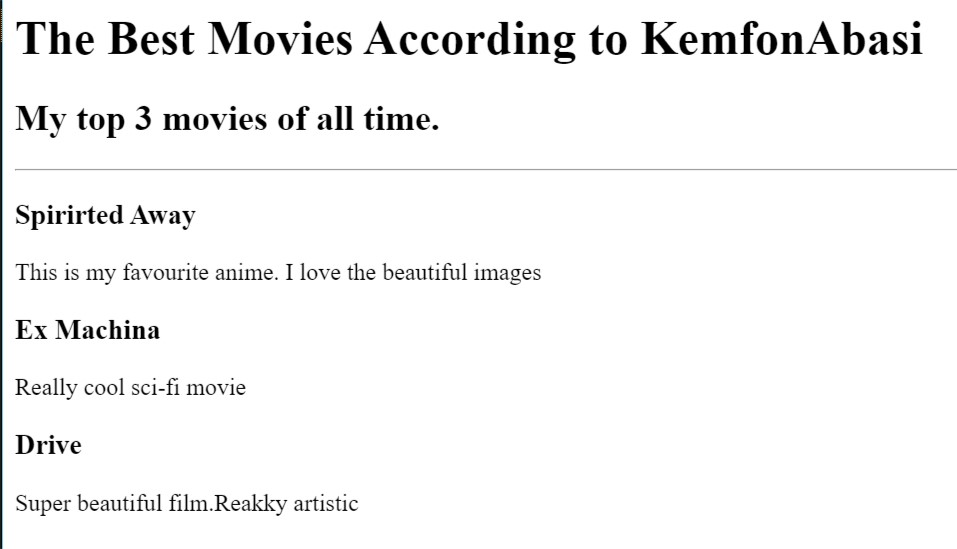 The Best Movies According to KemfonAbasi
My top 3 movies of all time.
Spirirted Away
This is my favourite anime. I love the beautiful images
Ex Machina
Really cool sci-fi movie
Drive
Super beautiful film.Reakky artistic